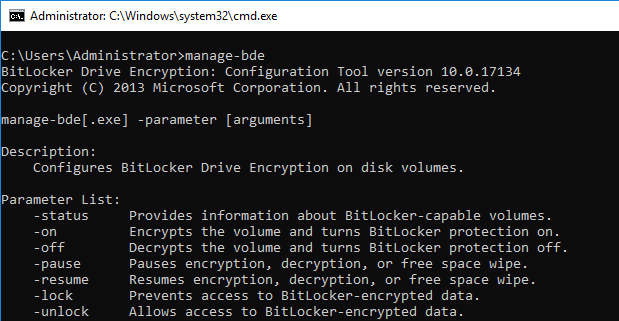 Administrator: C:\Windows\system32\cmd.exe
C:\Users\Administrator>manage-bde
BitLocker Drive Encryption: Configuration Tool version 10.0.17134
Copyright (C) 2013 Microsoft Corporation. All rights reserved.
manage-bde[.exe] -parameter [arguments]
Description:
    Configures BitLocker Drive Encryption on disk volumes.
Parameter List:
    -status     Provides information about BitLocker-capable volumes.
    -on         Encrypts the volume and turns BitLocker protection on.
    -off        Decrypts the volume and turns BitLocker protection off.
    -pause      Pauses encryption, decryption, or free space wipe.
    -resume     Resumes encryption, decryption, or free space wipe.
    -lock       Prevents access to BitLocker-encrypted data.
    -unlock     Allows access to BitLocker-encrypted data.